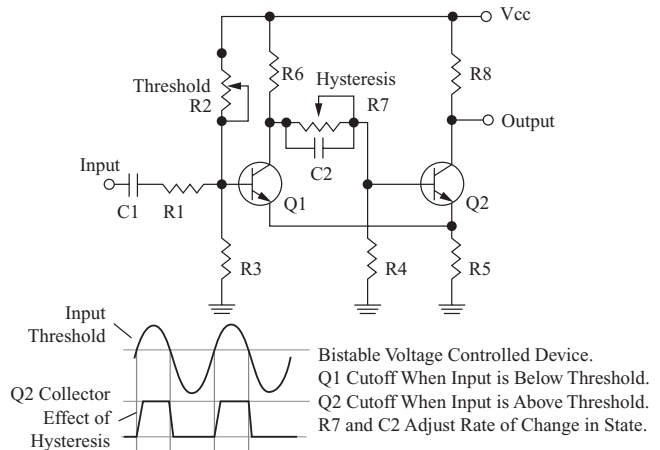 Vcc
R6
Hysteresis
R8
Threshold
R2
R7
Output
Input
C2
C1
R1
Q1
Q2
R3
R4
R5
Input
Threshold
Q2 Collector
Effect of
Hysteresis
Bistable Voltage Controlled Device.
Q1 Cutoff When Input is Below Threshold.
Q2 Cutoff When Input is Above Threshold.
R7 and C2 Adjust Rate of Change in State.